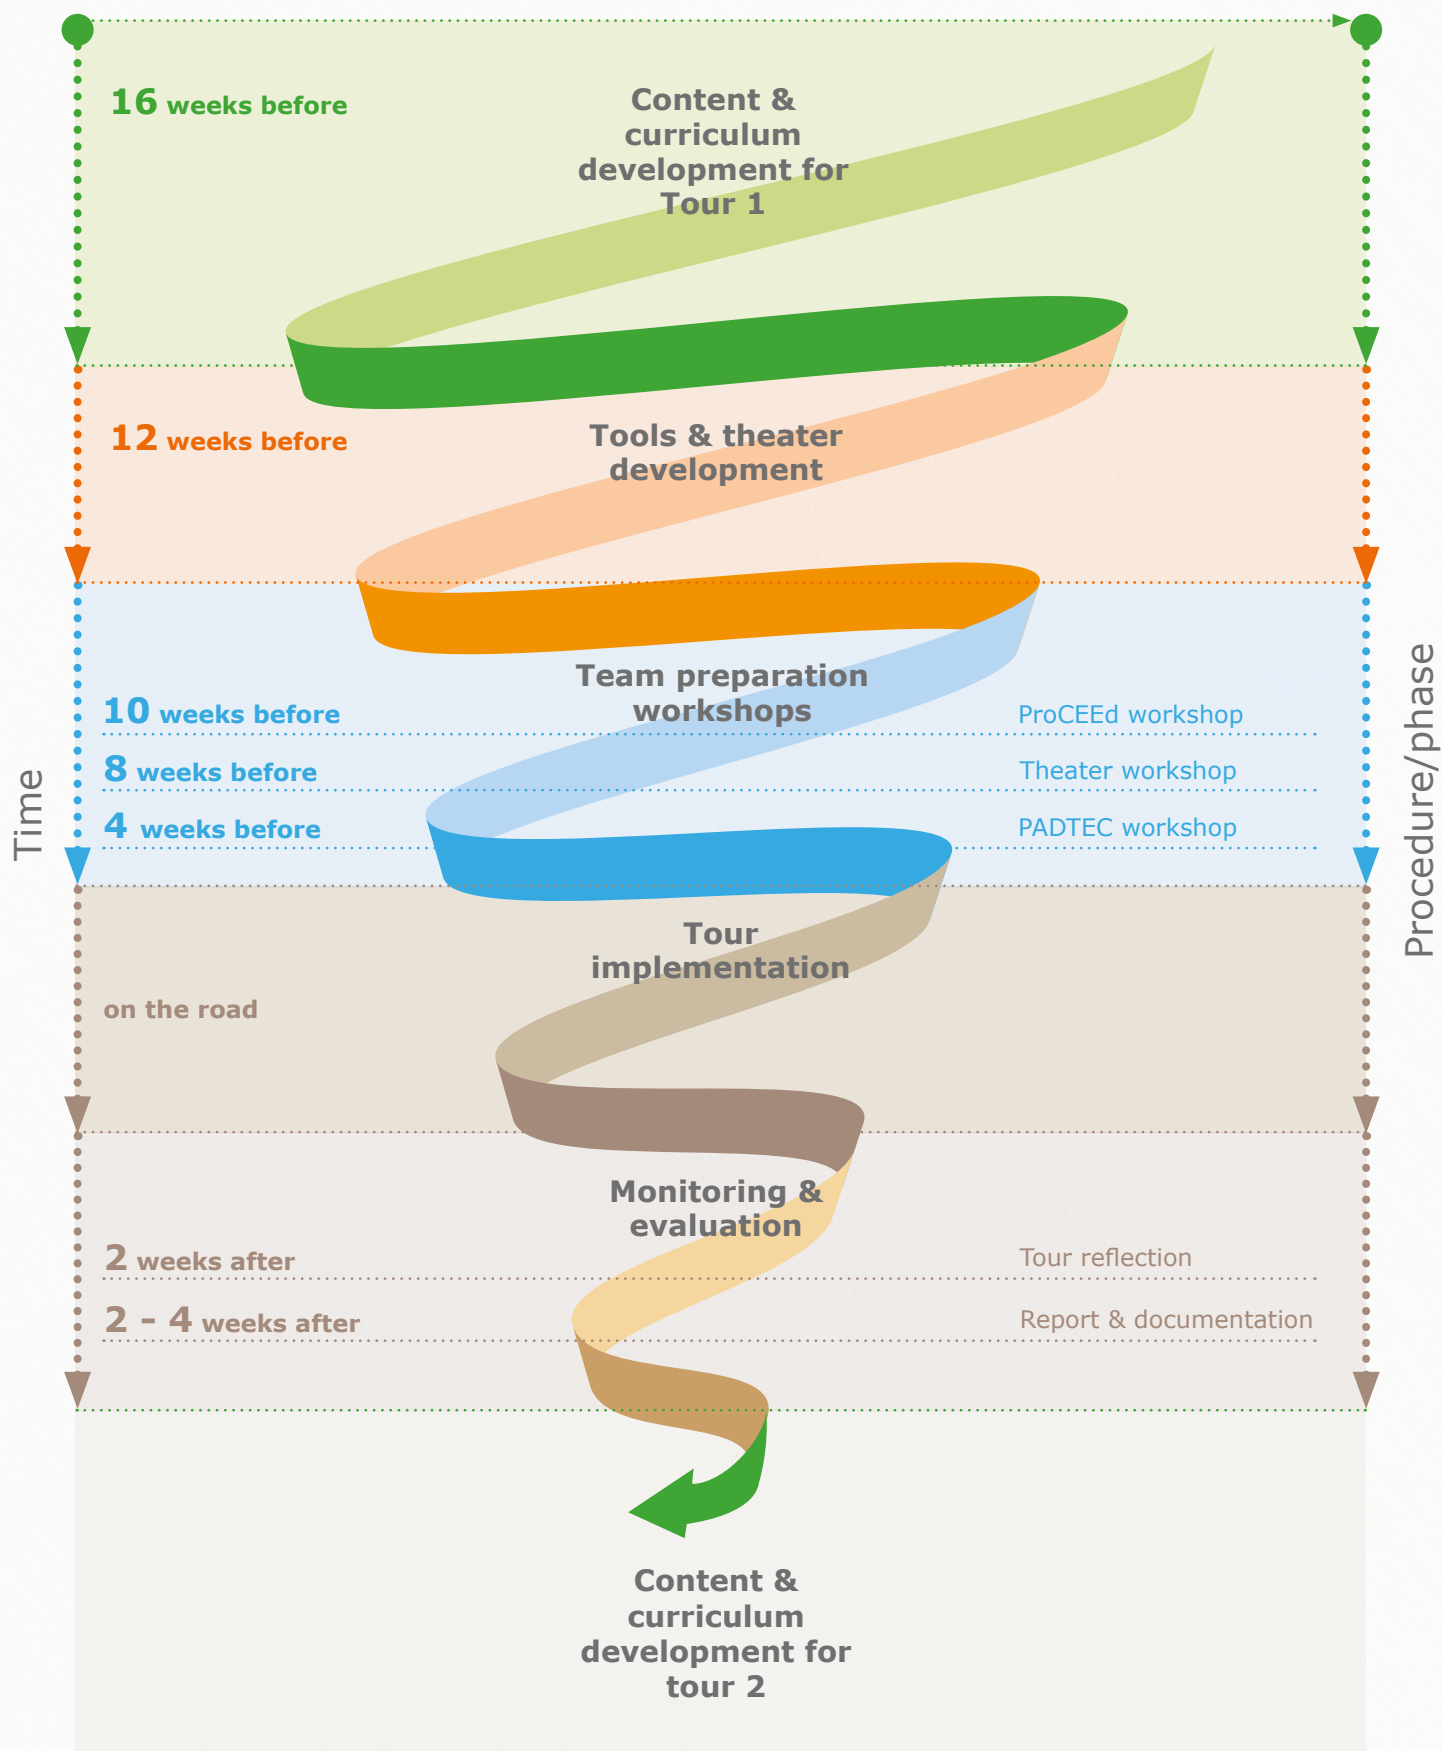 16 weeks before
Content &
curriculum
development for
Tour 1
12 weeks before
Tools & theater
development
Team preparation
workshops
10 weeks before
ProCEEd workshop
8 weeks before
Theater workshop
4 weeks before
PADTEC workshop
Time
Procedure/phase
Tour
implementation
on the road
Monitoring &
evaluation
2 weeks after
Tour reflection
2 - 4 weeks after
Report & documentation
Content &
curriculum
development for
tour 2